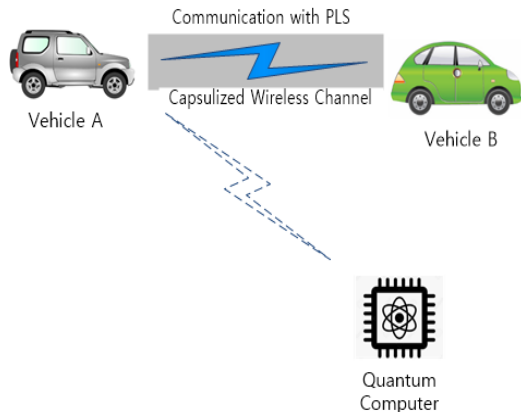 Communication with PLS
Capsulized Wireless Channel
Vehicle A
Vehicle B
Quantum
Computer